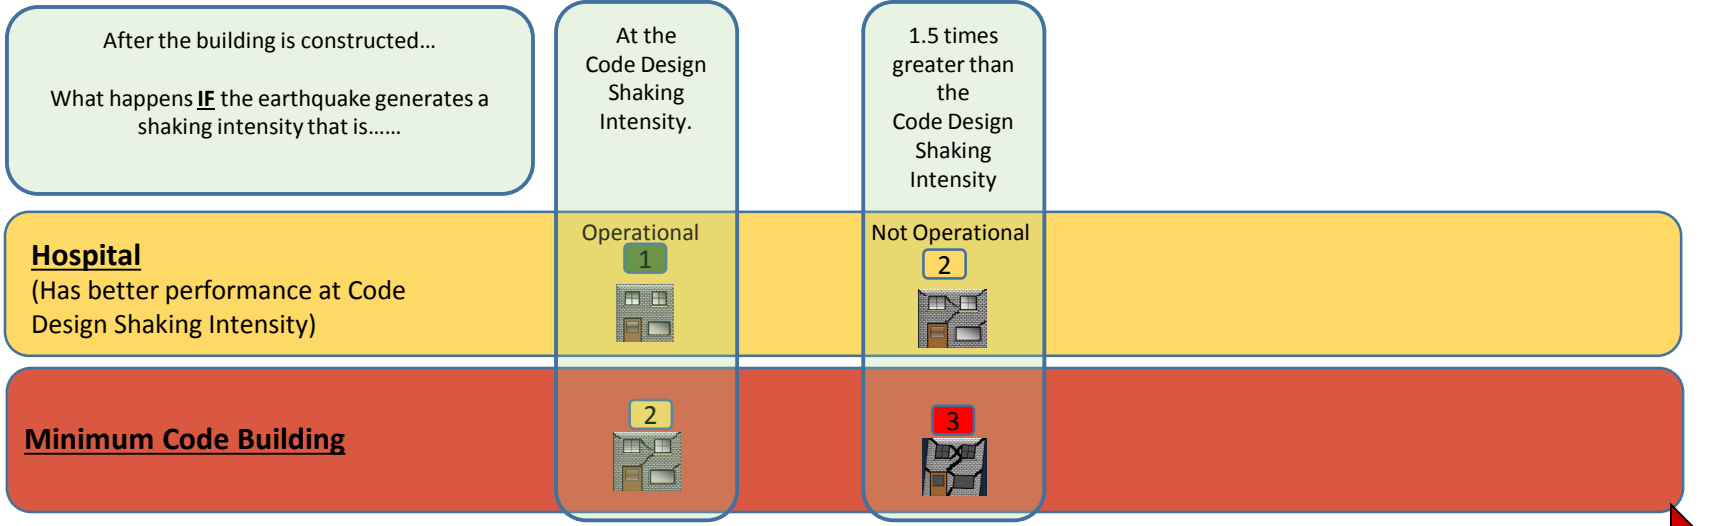 After the building is constructed…
What happens IF the earthquake generates a
shaking intensity that is……
At the
Code Design
Shaking
Intensity.
1.5 times
greater than
the
Code Design
Shaking
Intensity
Hospital
(Has better performance at Code
Design Shaking Intensity)
Operational
1
Not Operational
2
Minimum Code Building
2
3